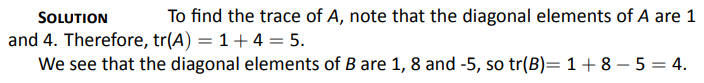 SOLUTION To find the trace of A, note that the diagonal elements of A are 1
and 4. Therefore, tr(A) = 1 + 4 = 5.
We see that the diagonal elements of B are 1, 8 and -5, so tr(B)= 1 + 8 − 5 = 4.